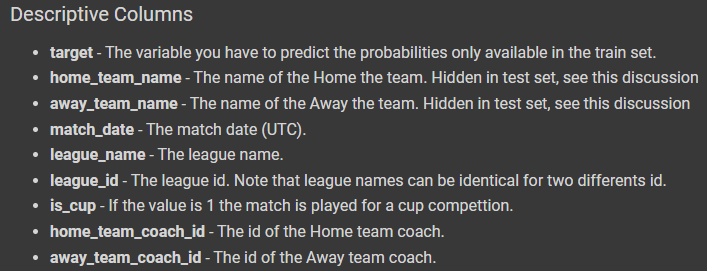 Descriptive Columns
• target - The variable you have to predict the probabilities only available in the train set.
• home_team_name - The name of the Home the team. Hidden in test set, see this discussion
• away_team_name - The name of the Away the team. Hidden in test set, see this discussion
• match_date - The match date (UTC).
• league_name - The league name.
• league_id - The league id. Note that league names can be identical for two differents id.
• is_cup - If the value is 1 the match is played for a cup compettion.
• home_team_coach_id - The id of the Home team coach.
• away_team_coach_id - The id of the Away team coach.